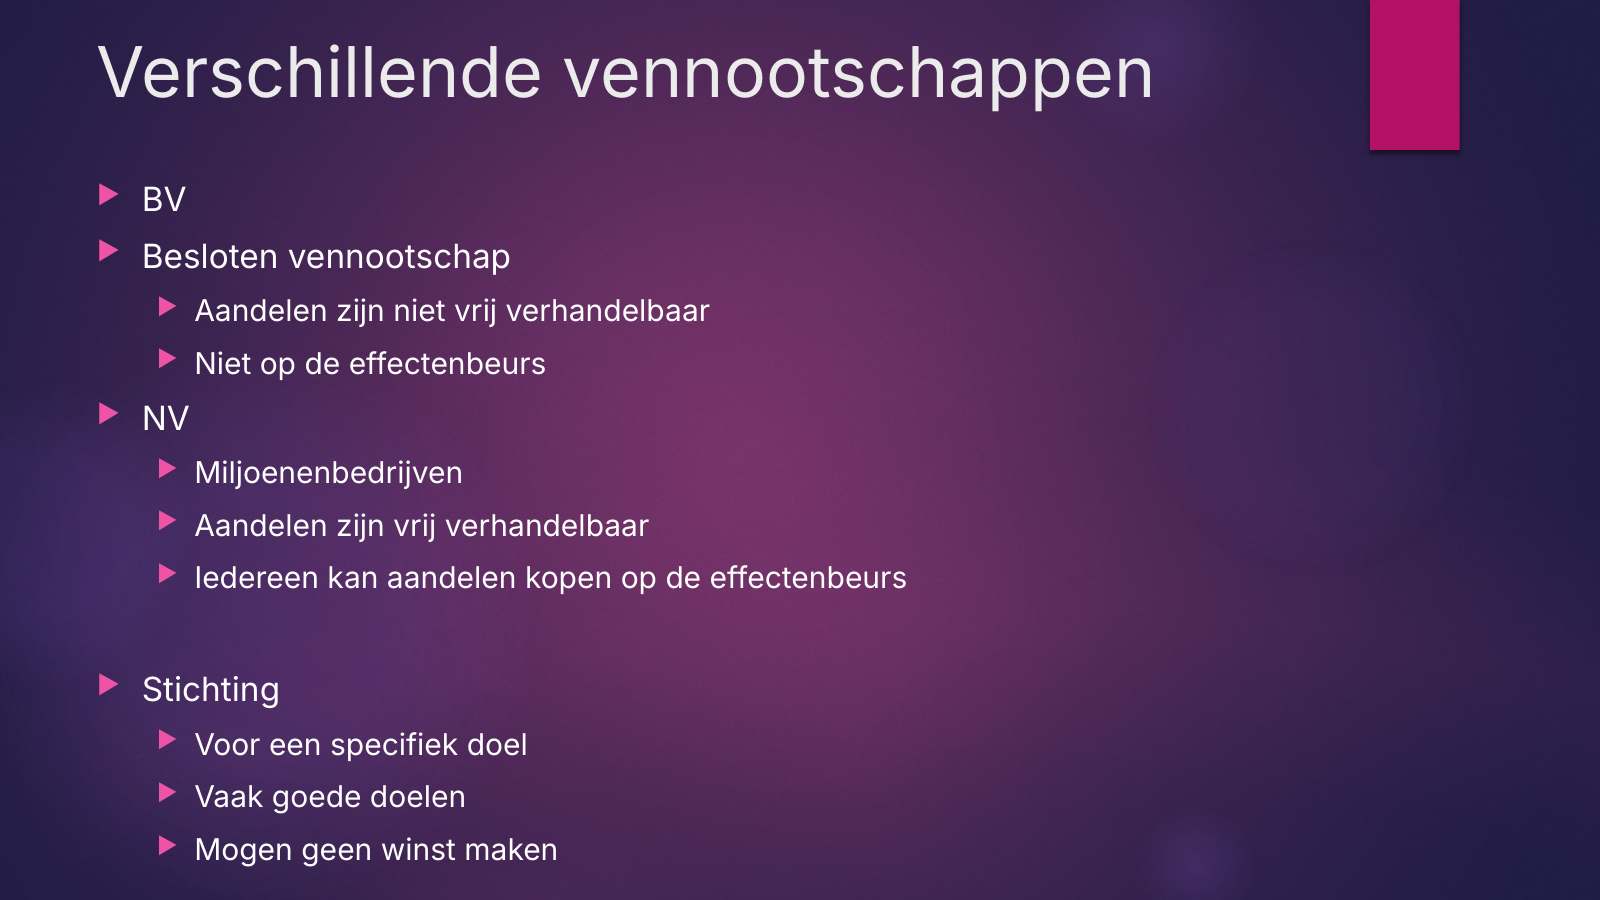 Verschillende vennootschappen
BV
Besloten vennootschap
Aandelen zijn niet vrij verhandelbaar
Niet op de effectenbeurs
NV
Miljoenenbedrijven
Aandelen zijn vrij verhandelbaar
Iedereen kan aandelen kopen op de effectenbeurs
Stichting
Voor een specifiek doel
Vaak goede doelen
Mogen geen winst maken